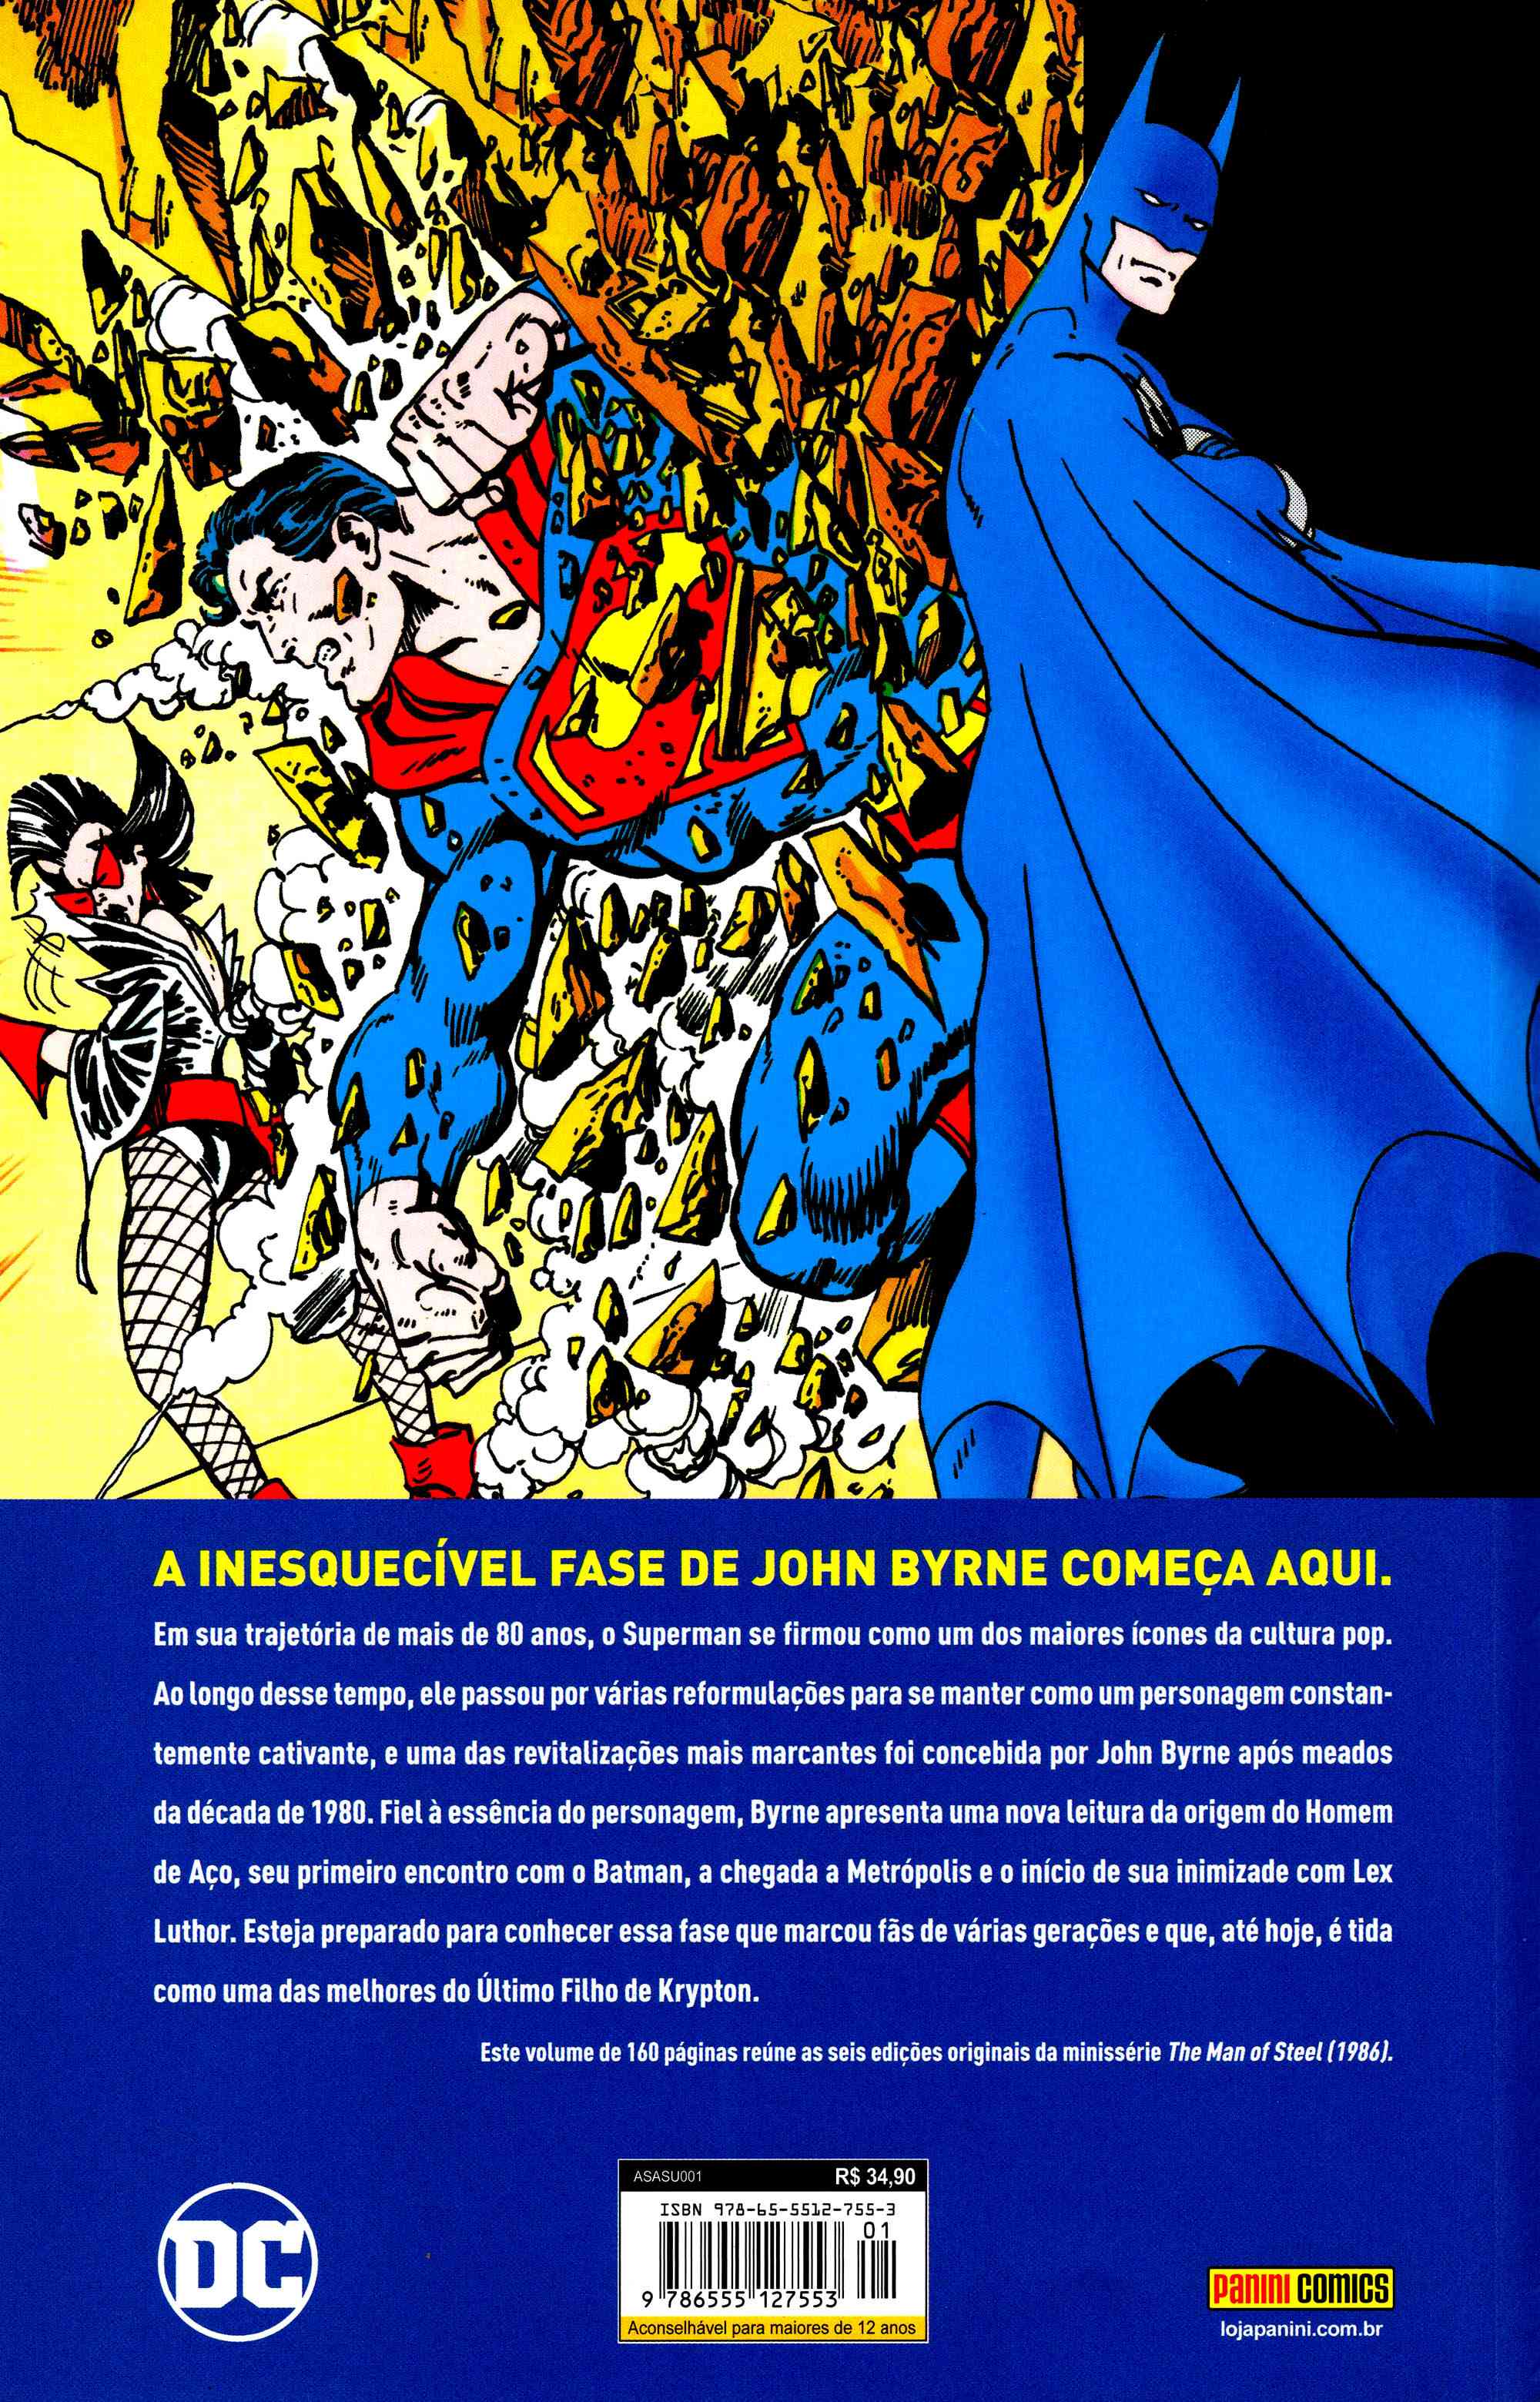 A INESQUECÍVEL FASE DE JOHN BYRNE COMEÇA AQUI.
Em sua trajetória de mais de 80 anos, o Superman se firmou como um dos maiores ícones da cultura pop.
Ao longo desse tempo, ele passou por várias reformulações para se manter como um personagem constan-
temente cativante, e uma das revitalizações mais marcantes foi concebida por John Byrne após meados
da década de 1980. Fiel à essência do personagem, Byrne apresenta uma nova leitura da origem do Homem
de Aço, seu primeiro encontro com o Batman, a chegada a Metrópolis e o início de sua inimizade com Lex
Luthor. Esteja preparado para conhecer essa fase que marcou fãs de várias gerações e que, até hoje, é tida
como uma das melhores do Último Filho de Krypton.
Este volume de 160 páginas reúne as seis edições originais da minissérie The Man of Steel (1986).
DC
ASASU001 R$ 34,90
ISBN 978-65-5512-755-3
01
9 786555 127553
Aconselhável para maiores de 12 anos
PANINI COMICS
lojapanini.com.br